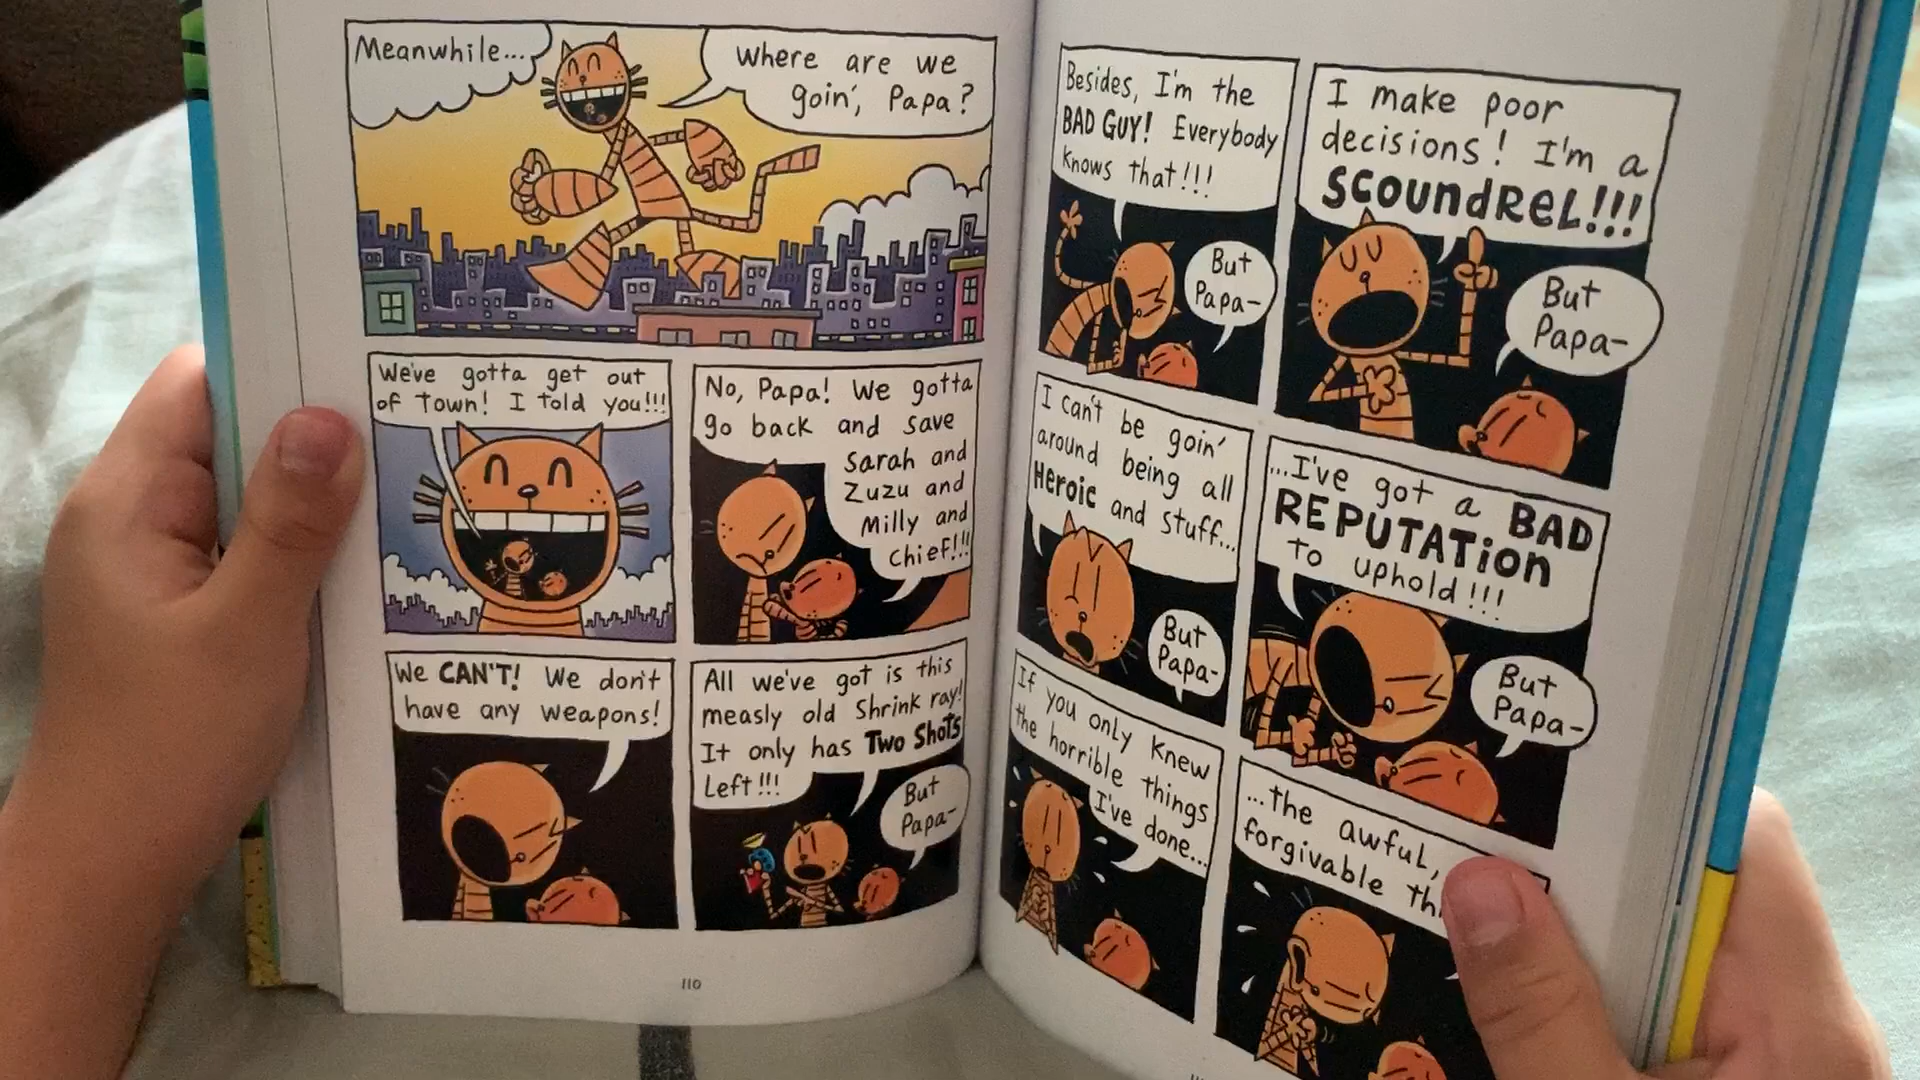 Meanwhile...
Where are we
goin', Papa?
We've gotta get out
of town! I told you!!!
No, Papa! We gotta
go back and save
Sarah and
Zuzu and
Milly and
Chief!!!
We CAN'T! We don't
have any weapons!
All we've got is this
measly old Shrink ray!
It only has Two Shots
Left!!!
But
Papa-
110
Besides, I'm the
BAD GUY! Everybody
knows that!!!
But
Papa-
I make poor
decisions! I'm a
SCOUNDREL!!!
But
Papa-
I can't be goin'
around being all
Heroic and stuff...
But
Papa-
...I've got a BAD
REPUTATION
to uphold!!!
But
Papa-
If you only knew
the horrible things
I've done...
...the awful,
forgivable